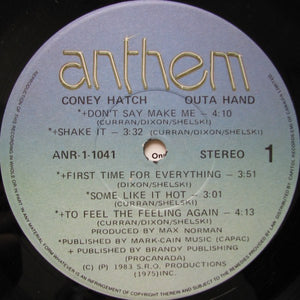 anthem
CONEY HATCH OUTA HAND
*+DON'T SAY MAKE ME – 4:10
(CURRAN/DIXON/SHELSKI)
*+SHAKE IT – 3:32 (CURRAN/DIXON/SHELSKI)
ANR-1-1041 On STEREO 1
*+FIRST TIME FOR EVERYTHING – 3:51
(DIXON/SHELSKI)
SOME LIKE IT HOT – 3:01
(CURRAN/DIXON/SHELSKI)
*+TO FEEL THE FEELING AGAIN – 4:13
PRODUCED BY MAX NORMAN
*PUBLISHED BY MARK-CAIN MUSIC (CAPAC)
+PUBLISHED BY BRANDY PUBLISHING
(PROCANADA)
(C) (P) 1983 S.R.O. PRODUCTIONS
(1975) INC.